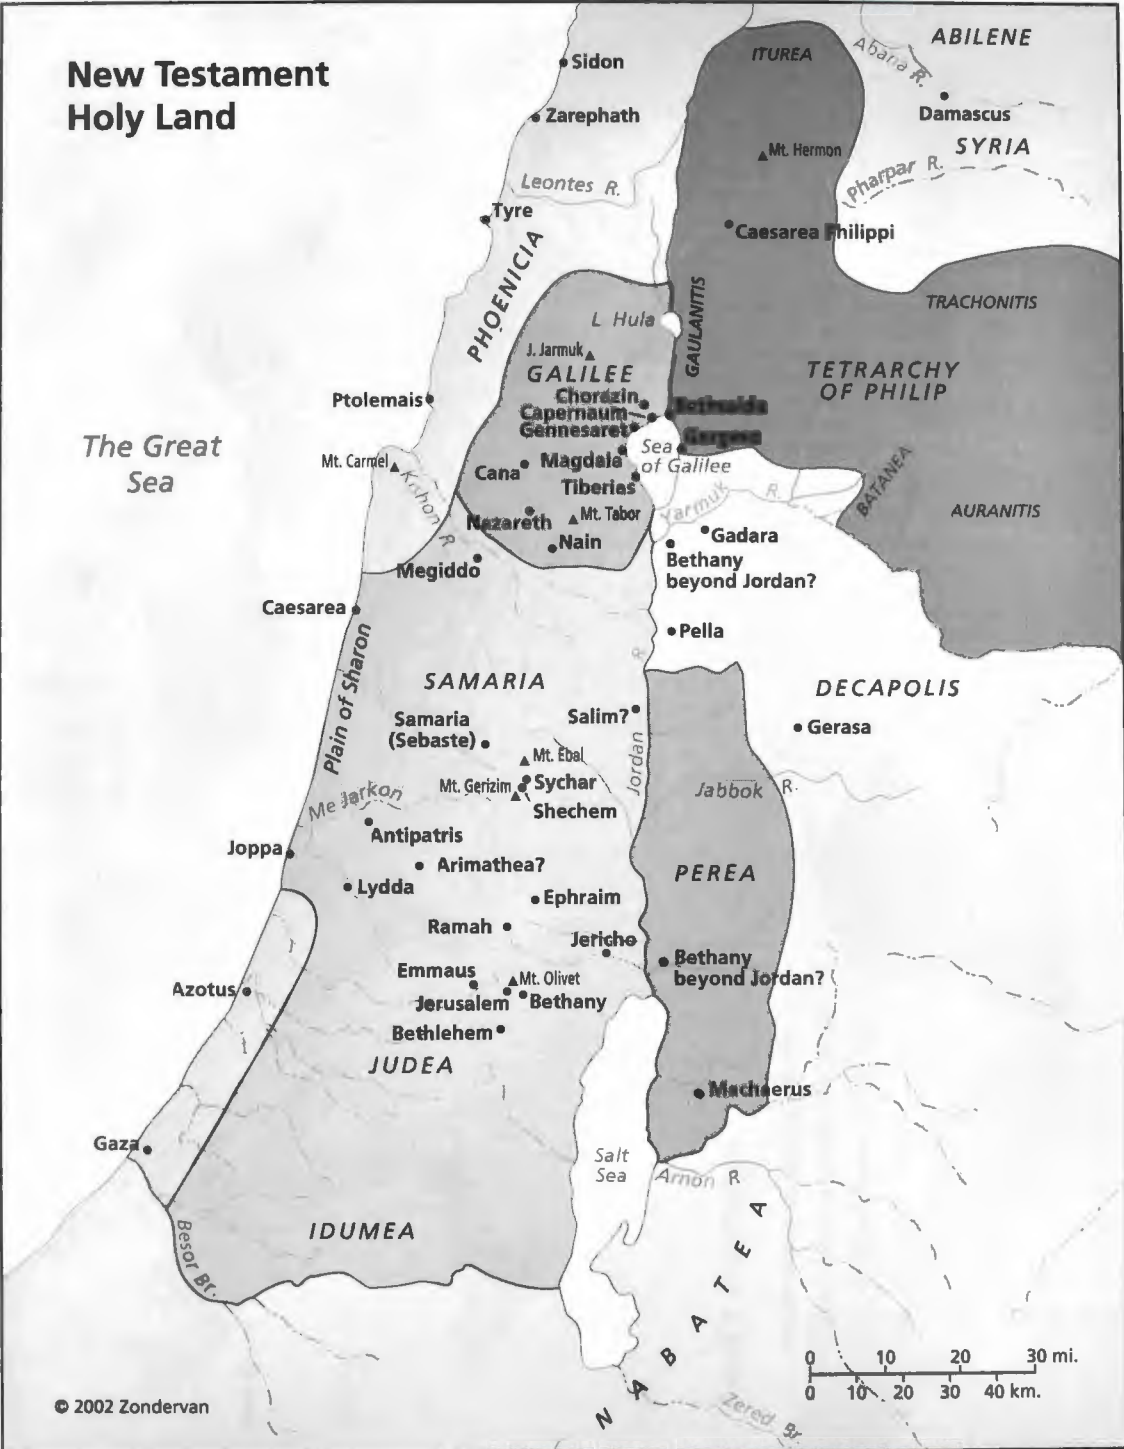 New Testament
Holy Land
ITUREA
Abana R.
ABILENE
Sidon
Zarephath
Damascus
SYRIA
Mt. Hermon
Pharpar R.
Leontes R.
Tyre
Caesarea Philippi
PHOENICIA
GAULANITIS
TRACHONITIS
L. Hula
J. Jarmuk
GALILEE
TETRARCHY
OF PHILIP
Chorazin
Ptolemais
Capernaum
Bethsaida
Gennesaret
Gergesa
The Great
Sea
Mt. Carmel
Kishon R.
Cana
Magdala
Sea
of Galilee
Tiberias
BATANEA
Yarmuk R.
AURANITIS
Nazareth
Mt. Tabor
Nain
Gadara
Megiddo
Bethany
beyond Jordan?
Caesarea
Pella
Plain of Sharon
SAMARIA
DECAPOLIS
Samaria
(Sebaste)
Salim?
Gerasa
Jordan R.
Mt. Ebal
Mt. Gerizim
Sychar
Shechem
Jabbok R.
Me Jarkon
Antipatris
Joppa
Arimathea?
PEREA
Lydda
Ephraim
Ramah
Jericho
Emmaus
Mt. Olivet
Bethany
beyond Jordan?
Azotus
Jerusalem
Bethany
Bethlehem
JUDEA
Machaerus
Gaza
Salt
Sea
Arnon R.
IDUMEA
Besor Br.
NABATEA
0 10 20 30 mi.
0 10 20 30 40 km.
Zered Br.
© 2002 Zondervan